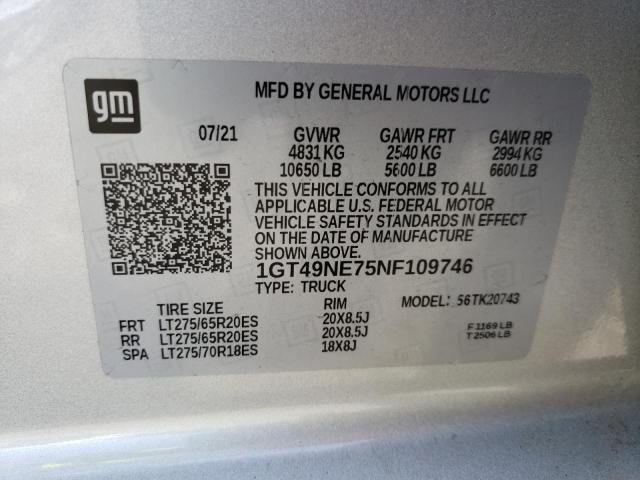 gm
MFD BY GENERAL MOTORS LLC
07/21 GVWR GAWR FRT GAWR RR
4831 KG 2540 KG 2994 KG
10650 LB 5600 LB 6600 LB
THIS VEHICLE CONFORMS TO ALL
APPLICABLE U.S. FEDERAL MOTOR
VEHICLE SAFETY STANDARDS IN EFFECT
ON THE DATE OF MANUFACTURE
SHOWN ABOVE.
1GT49NE75NF109746
TYPE: TRUCK MODEL: 56TK20743
TIRE SIZE RIM
FRT LT275/65R20ES 20X8.5J F 1169 LB
RR LT275/65R20ES 20X8.5J T 2506 LB
SPA LT275/70R18ES 18X8J